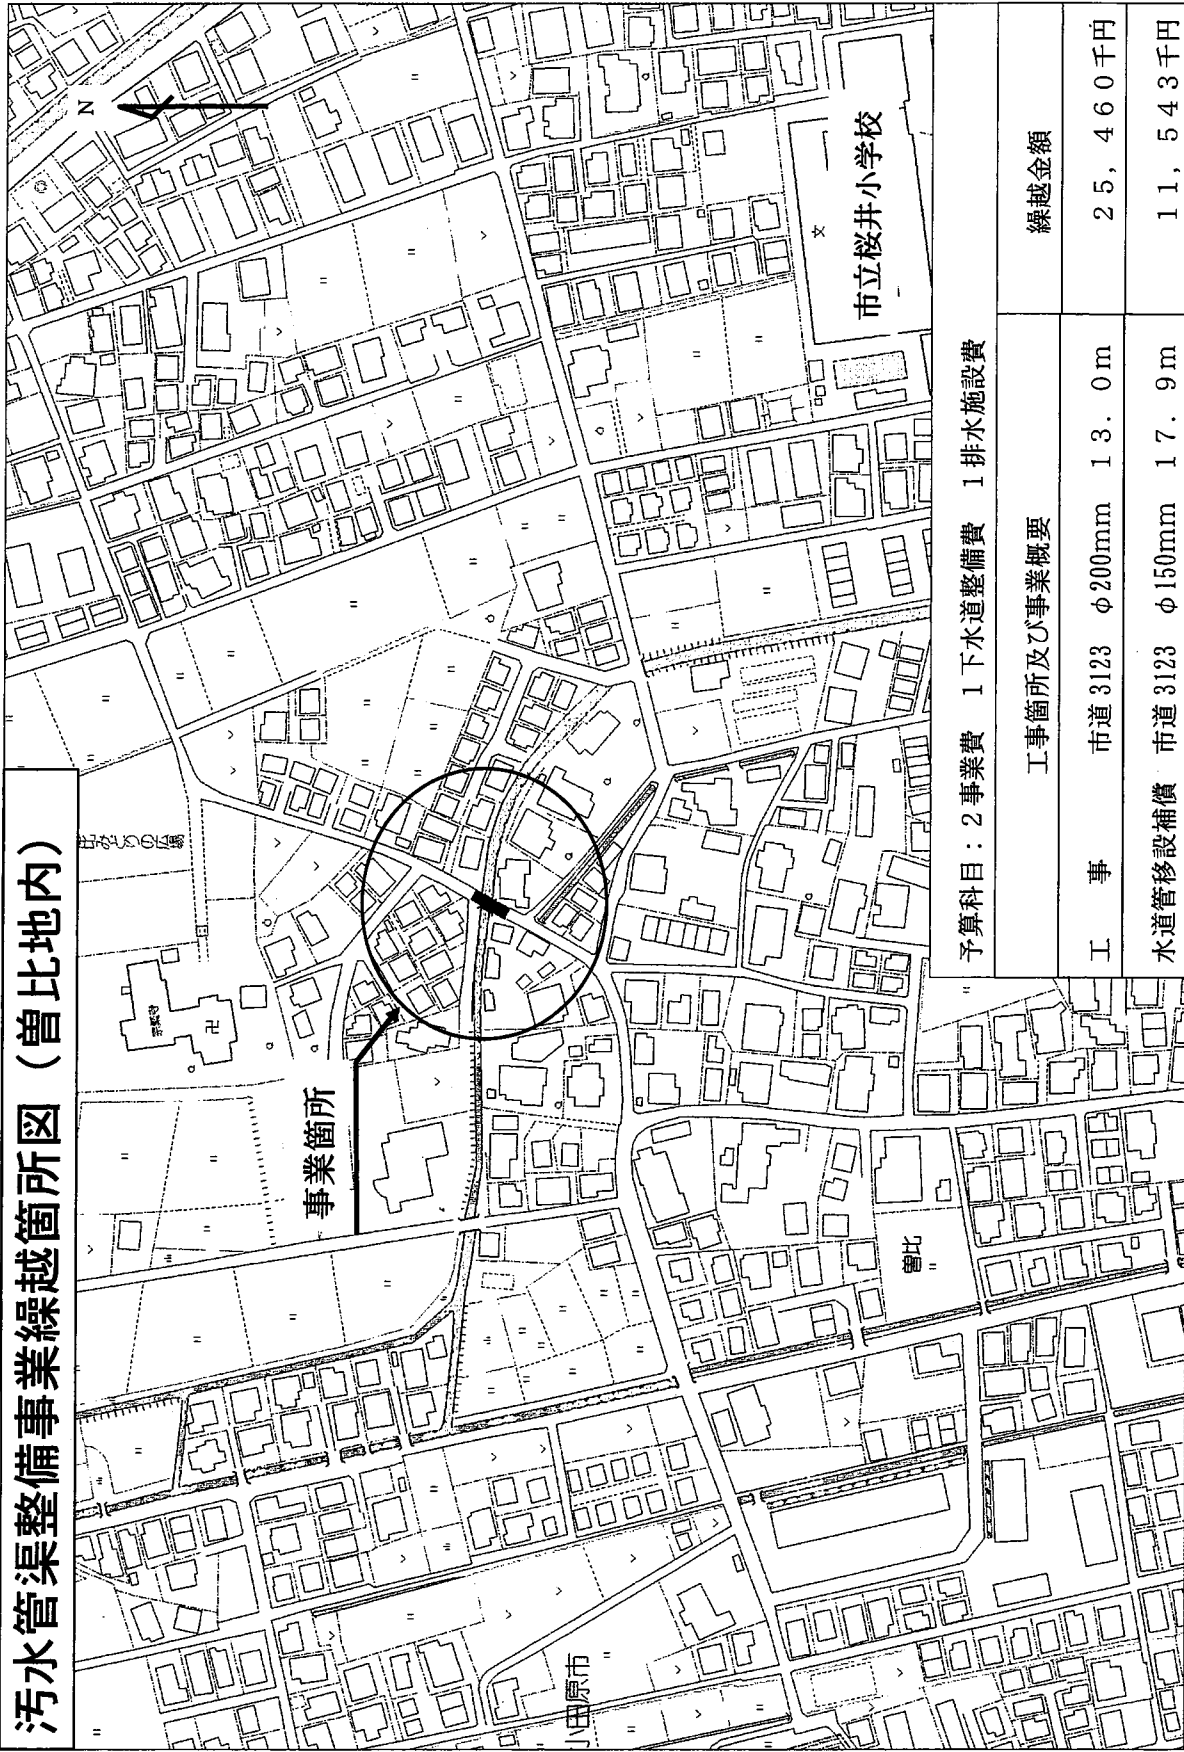 汚水管渠整備事業繰越箇所図（曽比地内）
N
事業箇所
卍
文
市立桜井小学校
曽比
小田原市
予算科目：２事業費　１下水道整備費　１排水施設費
工事箇所及び事業概要　繰越金額
工　事　市道3123　φ200mm　１３．０ｍ　２５，４６０千円
水道管移設補償　市道3123　φ150mm　１７．９ｍ　１１，５４３千円